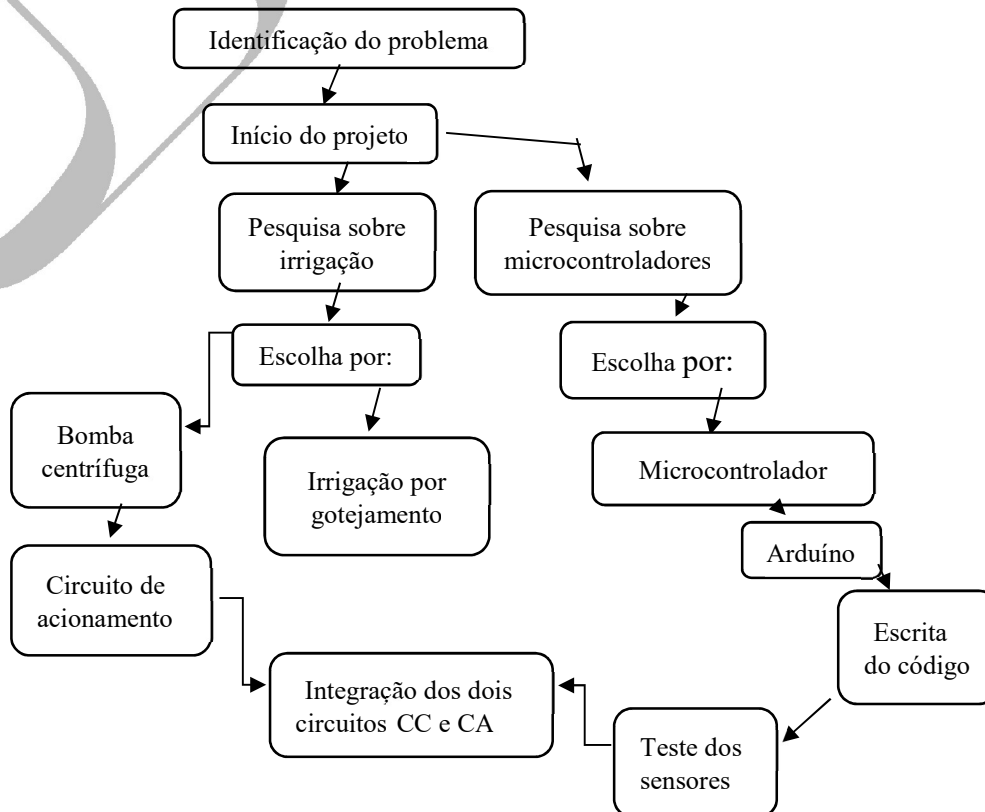 Identificação do problema
Início do projeto
Pesquisa sobre
irrigação
Pesquisa sobre
microcontroladores
Escolha por:
Escolha por:
Bomba
centrífuga
Irrigação por
gotejamento
Microcontrolador
Arduíno
Circuito de
acionamento
Escrita
do código
Integração dos dois
circuitos CC e CA
Teste dos
sensores